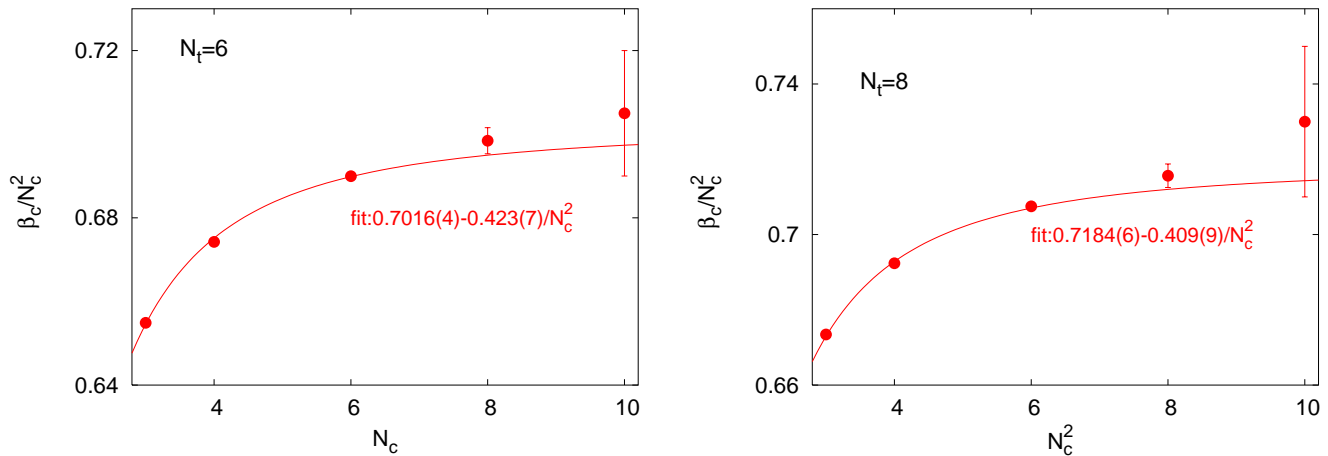 N_t=6
0.72
0.68
0.64
β_c/N_c^2
fit:0.7016(4)-0.423(7)/N_c^2
4 6 8 10
N_c
N_t=8
0.74
0.7
0.66
β_c/N_c^2
fit:0.7184(6)-0.409(9)/N_c^2
4 6 8 10
N_c^2